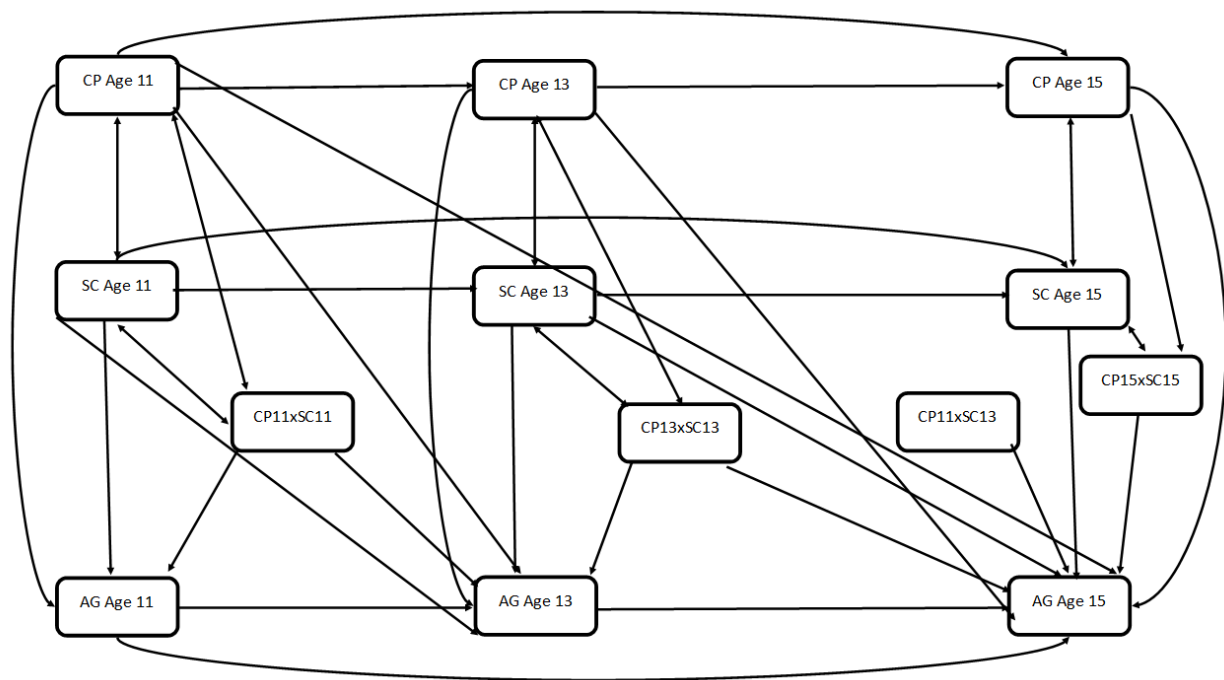 CP Age 11
CP Age 13
CP Age 15
SC Age 11
SC Age 13
SC Age 15
CP15xSC15
CP11xSC11
CP13xSC13
CP11xSC13
AG Age 11
AG Age 13
AG Age 15